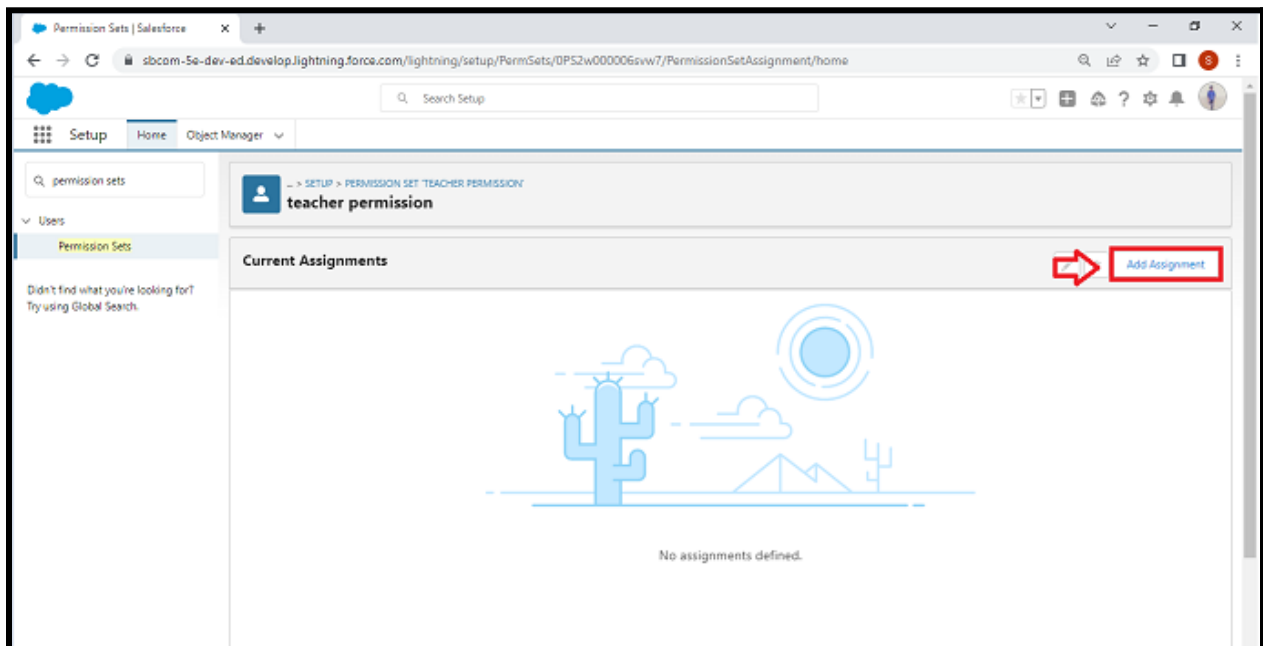 Permission Sets | Salesforce
sbcom-5e-dev-ed.develop.lightning.force.com/lightning/setup/PermSets/0PS2w000006svw7/PermissionSetAssignment/home
S
Search Setup
Setup Home Object Manager
permission sets
Users
Permission Sets
Didn't find what you're looking for?
Try using Global Search.
... > SETUP > PERMISSION SET 'TEACHER PERMISSION'
teacher permission
Current Assignments
Add Assignment
No assignments defined.